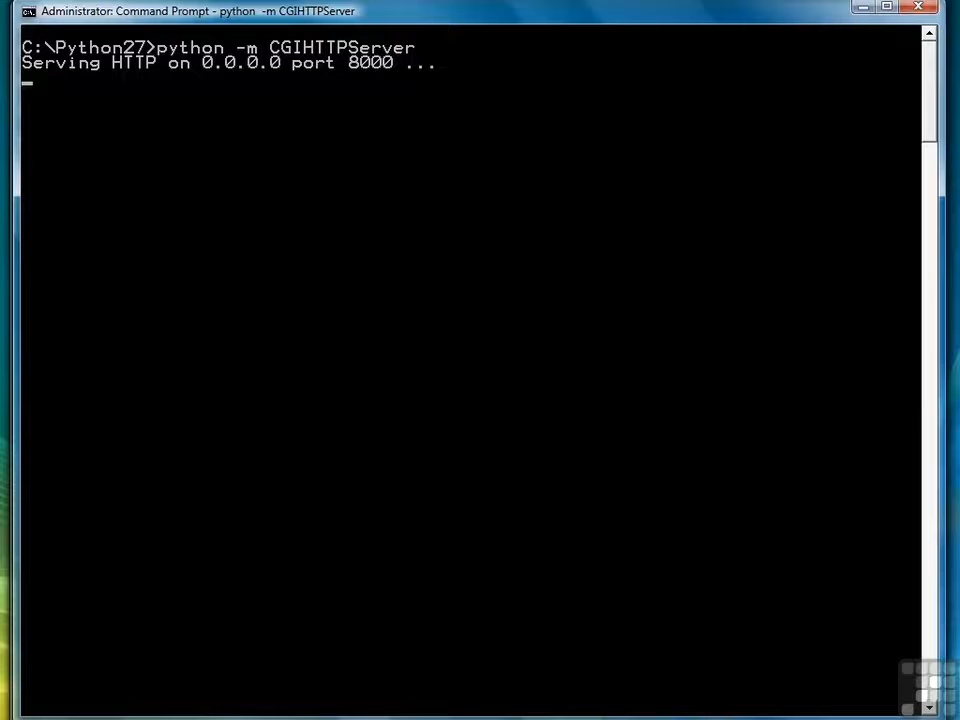 Administrator: Command Prompt - python  -m CGIHTTPServer
C:\Python27>python -m CGIHTTPServer
Serving HTTP on 0.0.0.0 port 8000 ...